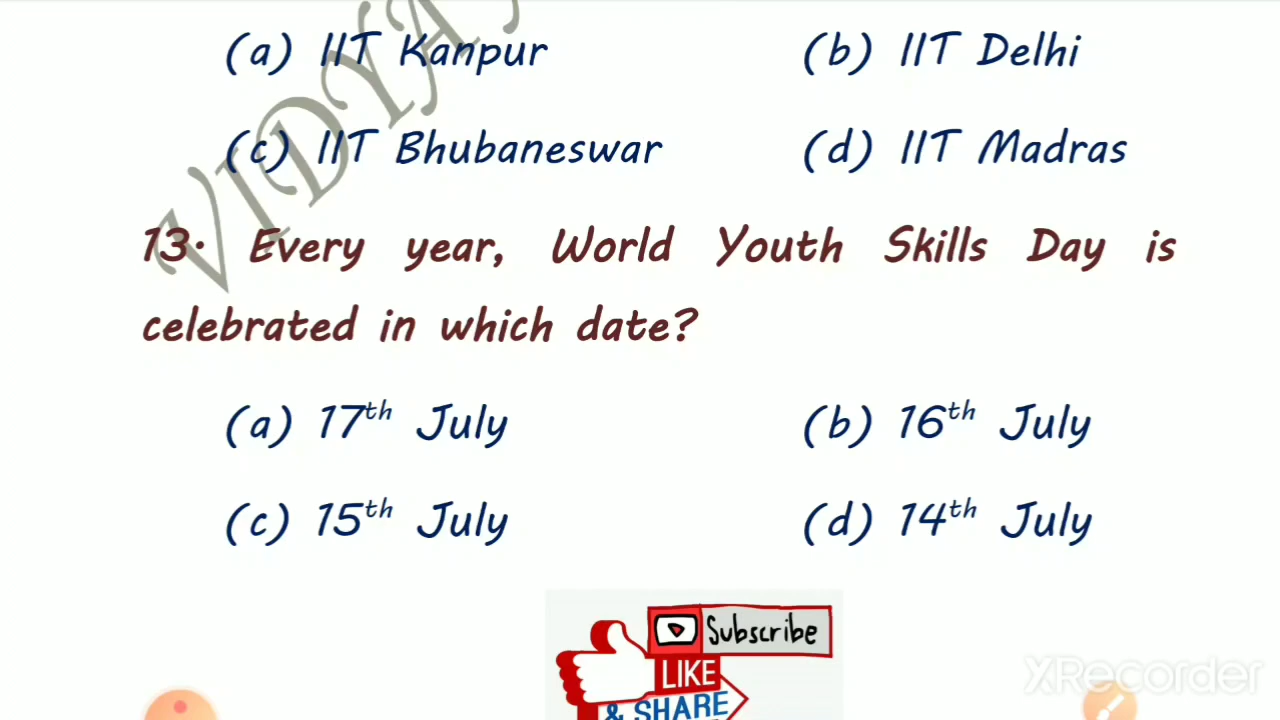 (a) IIT Kanpur (b) IIT Delhi
(c) IIT Bhubaneswar (d) IIT Madras
13. Every year, World Youth Skills Day is
celebrated in which date?
(a) 17th July (b) 16th July
(c) 15th July (d) 14th July
Subscribe
LIKE
& SHARE
XRecorder